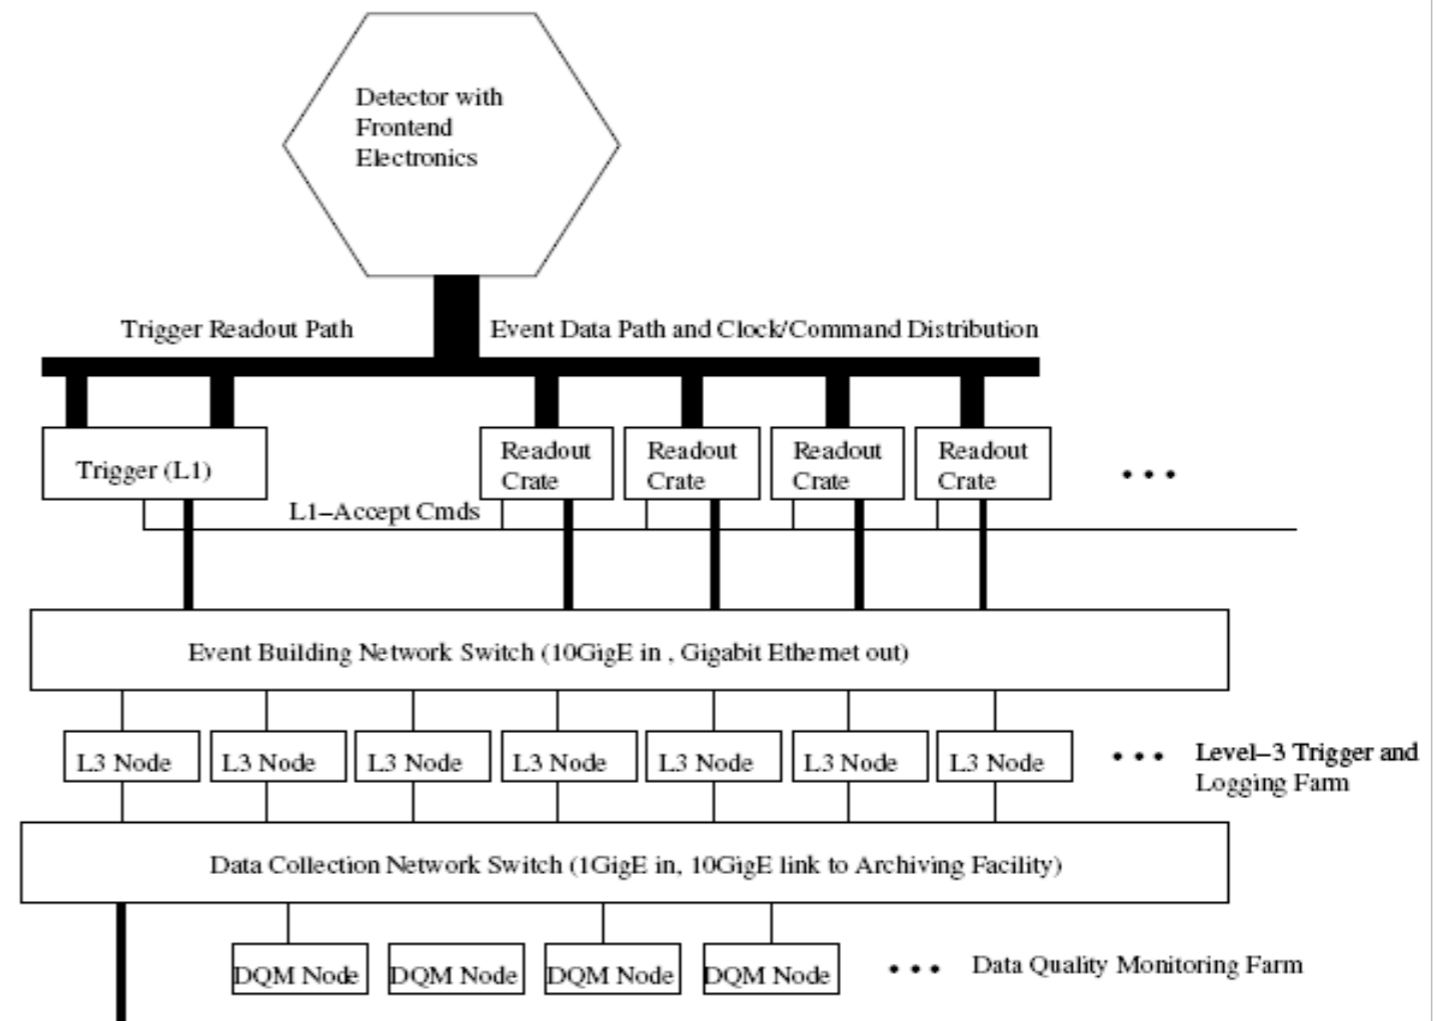 Detector with
Frontend
Electronics
Trigger Readout Path
Event Data Path and Clock/Command Distribution
Trigger (L1)
Readout
Crate
Readout
Crate
Readout
Crate
Readout
Crate
L1–Accept Cmds
Event Building Network Switch (10GigE in , Gigabit Ethernet out)
L3 Node
L3 Node
L3 Node
L3 Node
L3 Node
L3 Node
L3 Node
Level–3 Trigger and
Logging Farm
Data Collection Network Switch (1GigE in, 10GigE link to Archiving Facility)
DQM Node
DQM Node
DQM Node
DQM Node
Data Quality Monitoring Farm